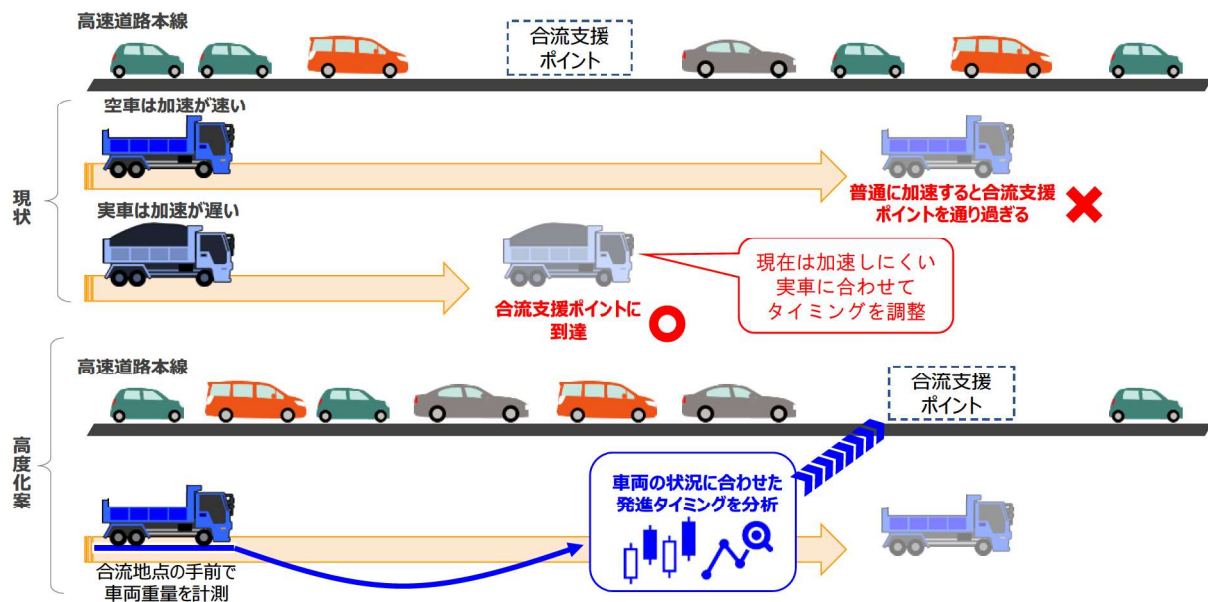 高速道路本線
合流支援
ポイント
現状
空車は加速が速い
普通に加速すると合流支援
ポイントを通り過ぎる
実車は加速が遅い
合流支援ポイントに
到達
現在は加速しにくい
実車に合わせて
タイミングを調整
高度化案
高速道路本線
合流支援
ポイント
車両の状況に合わせた
発進タイミングを分析
合流地点の手前で
車両重量を計測